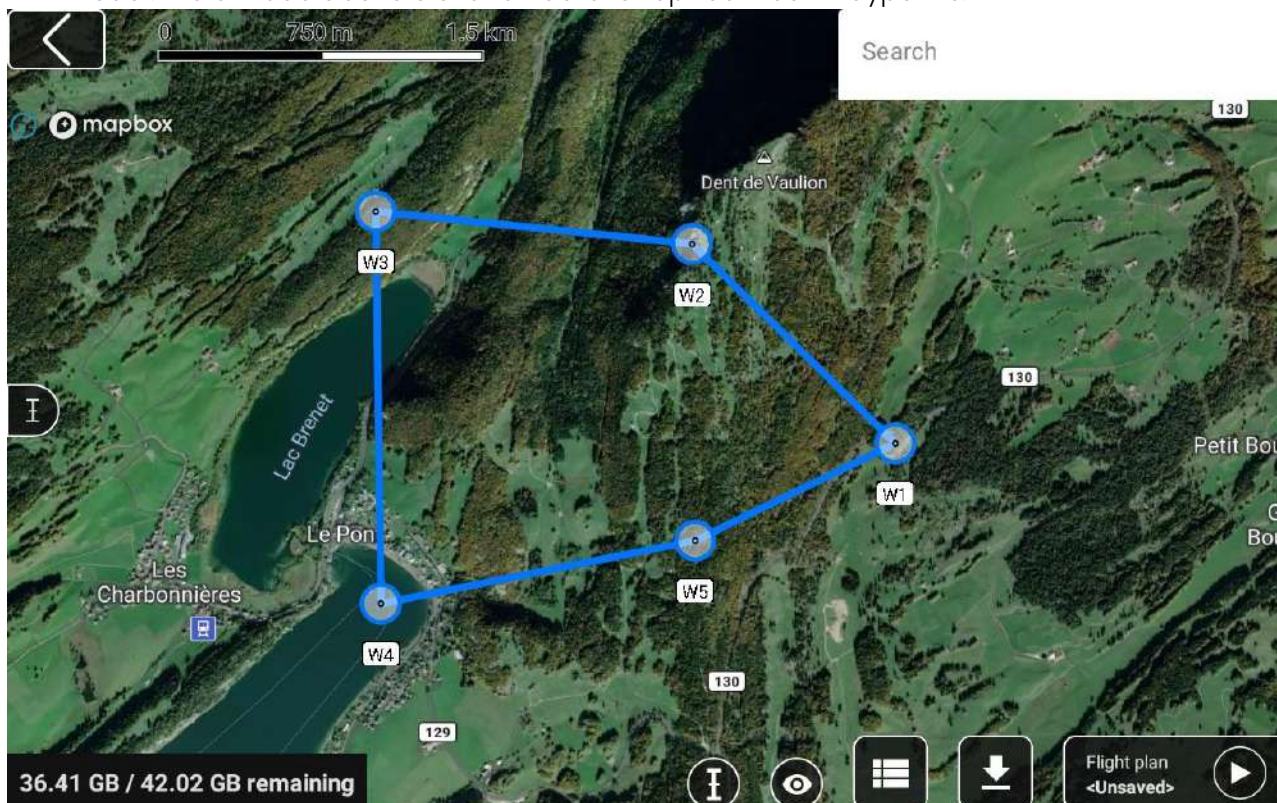 0 750 m 1.5 km
Search
mapbox
130
Dent de Vaulion
W3
W2
130
Lac Brenet
Petit Bou
W1
Le Pon
Les
Charbonnières
W5
W4
130
129
36.41 GB / 42.02 GB remaining
Flight plan
<Unsaved>